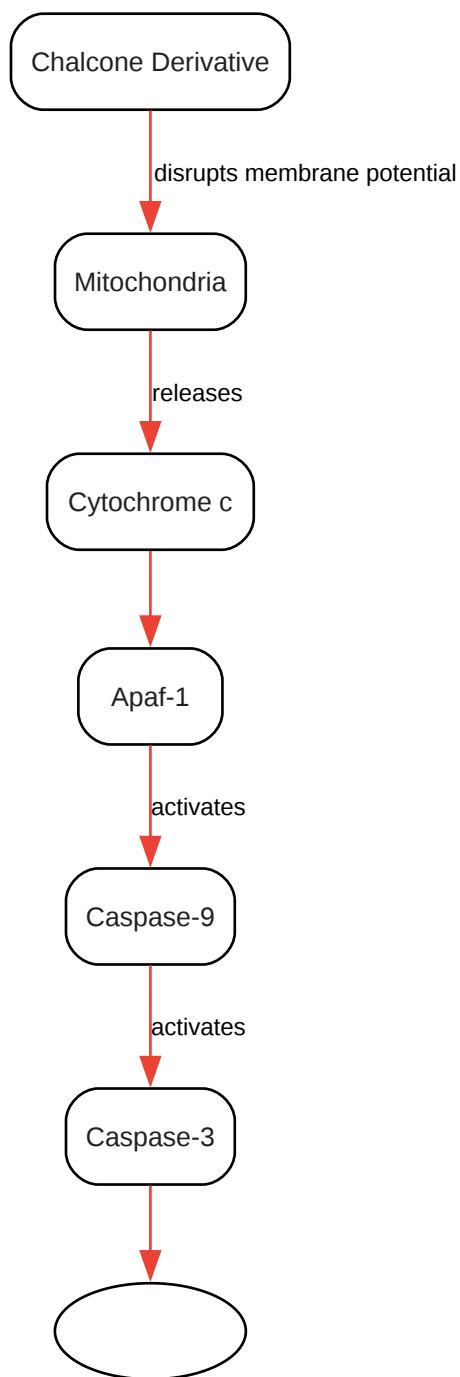 Chalcone Derivative
disrupts membrane potential
Mitochondria
releases
Cytochrome c
Apaf-1
activates
Caspase-9
activates
Caspase-3